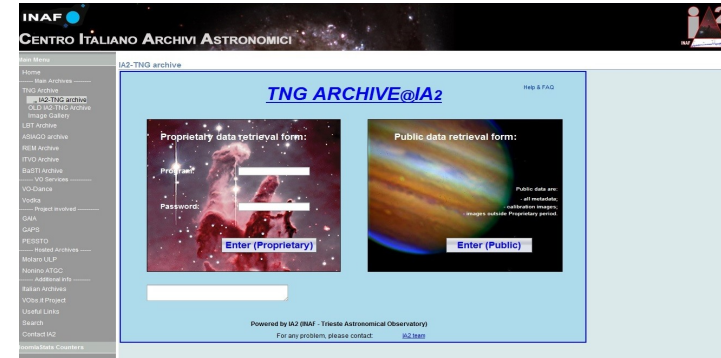 INAF
CENTRO ITALIANO ARCHIVI ASTRONOMICI
Main Menu
Home
Main Archives
TNG Archive
IA2-TNG archive
OLD IA2-TNG Archive
Image Gallery
LBT Archive
ASIAGO archive
REM Archive
ITVO Archive
BaSTI Archive
VO Services
VO-Dance
Vodka
Project involved
GAIA
GAPS
PESSTO
Hosted Archives
Molaro ULP
Nonino ATGC
Additional Info
Italian Archives
VObs.it Project
Useful Links
Search
Contact IA2
JoomlaStats Counters
IA2-TNG archive
TNG ARCHIVE@IA2
Help & FAQ
Proprietary data retrieval form:
Program:
Password:
Enter (Proprietary)
Public data retrieval form:
Public data are:
- all metadata;
- calibration images;
- images outside Proprietary period.
Enter (Public)
Powered by IA2 (INAF - Trieste Astronomical Observatory)
For any problem, please contact: IA2 team